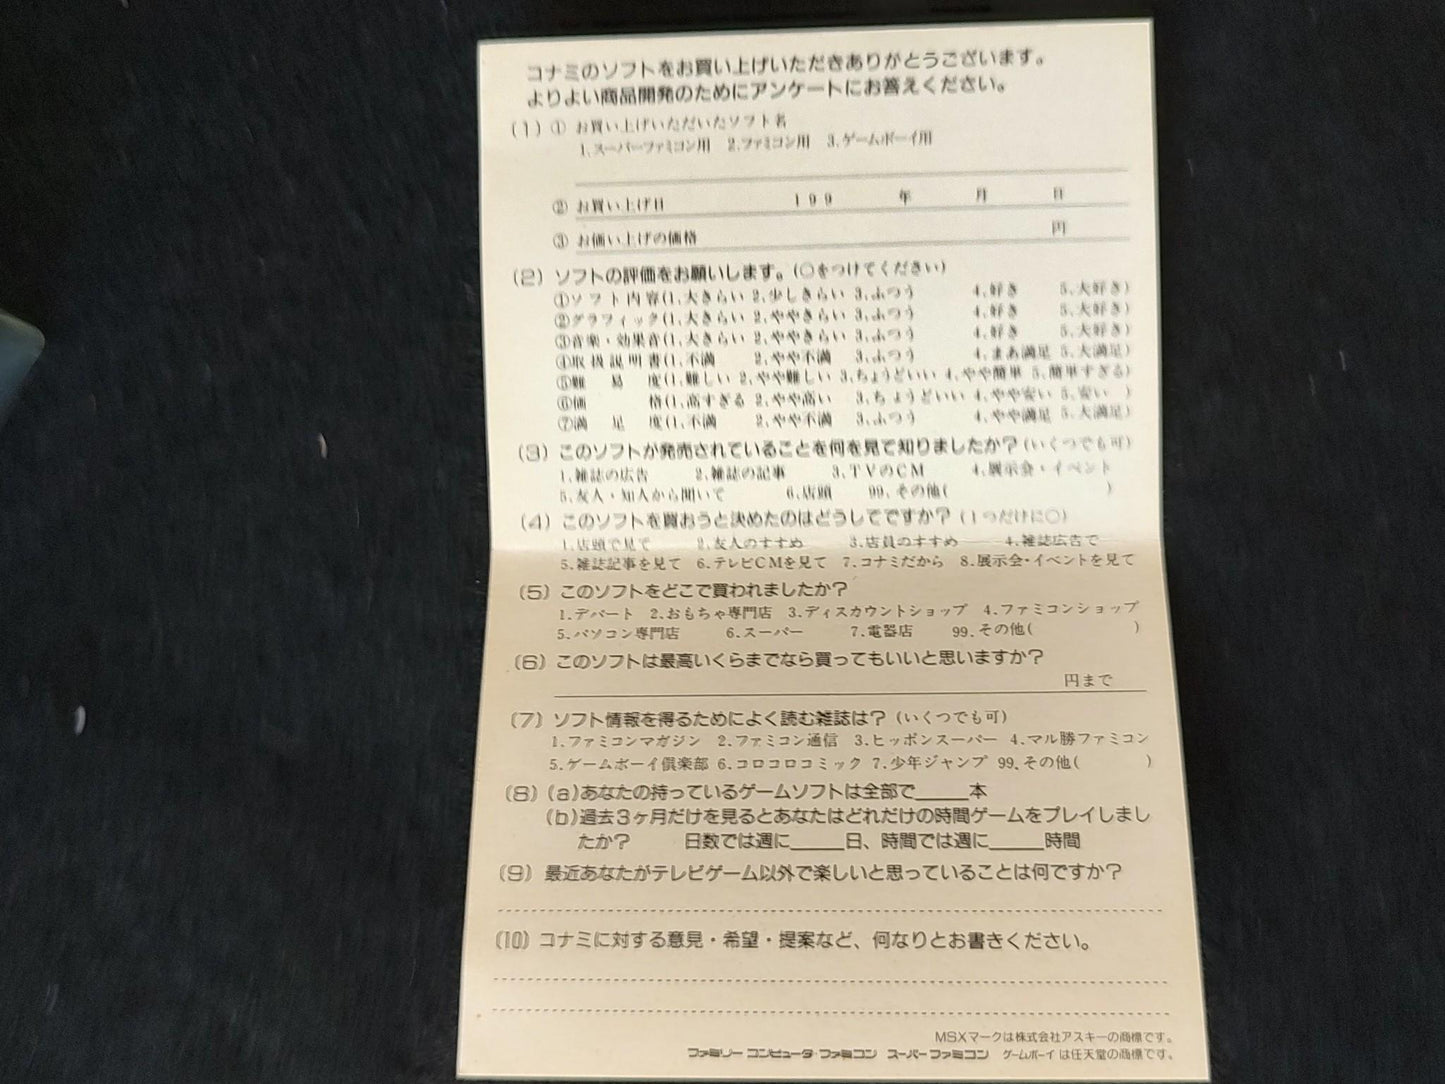 コナミのソフトをお買い上げいただきありがとうございます。
よりよい商品開発のためにアンケートにお答えください。
(1) ① お買い上げいただいたソフト名
1.スーパーファミコン用 2.ファミコン用 3.ゲームボーイ用
② お買い上げ日 199 年 月 日
③ お価い上げの価格 円
(2) ソフトの評価をお願いします。(○をつけてください)
①ソフト内容(1.大きらい 2.少しきらい 3.ふつう 4.好き 5.大好き)
②グラフィック(1.大きらい 2.ややきらい 3.ふつう 4.好き 5.大好き)
③音楽・効果音(1.大きらい 2.ややきらい 3.ふつう 4.好き 5.大好き)
④取扱説明書(1.不満 2.やや不満 3.ふつう 4.まあ満足 5.大満足)
⑤難易度(1.難しい 2.やや難しい 3.ちょうどいい 4.やや簡単 5.簡単すぎる)
⑥価格(1.高すぎる 2.やや高い 3.ちょうどいい 4.やや安い 5.安い )
⑦満足度(1.不満 2.やや不満 3.ふつう 4.やや満足 5.大満足)
(3) このソフトが発売されていることを何を見て知りましたか?(いくつでも可)
1.雑誌の広告 2.雑誌の記事 3.TVのCM 4.展示会・イベント
5.友人・知人から聞いて 6.店頭 99.その他( )
(4) このソフトを買おうと決めたのはどうしてですか?(1つだけに○)
1.店頭で見て 2.友人のすすめ 3.店員のすすめ 4.雑誌広告で
5.雑誌記事を見て 6.テレビCMを見て 7.コナミだから 8.展示会・イベントを見て
(5) このソフトをどこで買われましたか?
1.デパート 2.おもちゃ専門店 3.ディスカウントショップ 4.ファミコンショップ
5.パソコン専門店 6.スーパー 7.電器店 99.その他( )
(6) このソフトは最高いくらまでなら買ってもいいと思いますか?
円まで
(7) ソフト情報を得るためによく読む雑誌は?(いくつでも可)
1.ファミコンマガジン 2.ファミコン通信 3.ヒッポンスーパー 4.マル勝ファミコン
5.ゲームボーイ倶楽部 6.コロコロコミック 7.少年ジャンプ 99.その他( )
(8) (a)あなたの持っているゲームソフトは全部で_____本
(b)過去3ヶ月だけを見るとあなたはどれだけの時間ゲームをプレイしまし
たか? 日数では週に_____日、時間では週に_____時間
(9) 最近あなたがテレビゲーム以外で楽しいと思っていることは何ですか?
(10) コナミに対する意見・希望・提案など、何なりとお書きください。
MSXマークは株式会社アスキーの商標です。
ファミリーコンピュータ・ファミコン スーパーファミコン ゲームボーイ は任天堂の商標です。